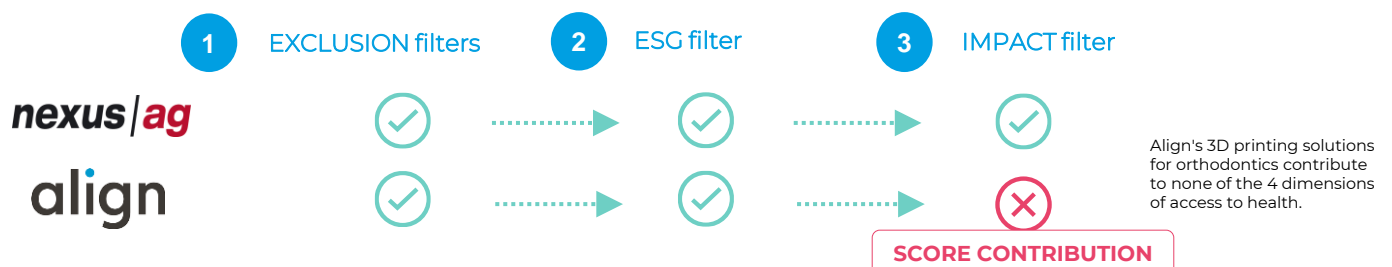 1 EXCLUSION filters 2 ESG filter 3 IMPACT filter
nexus|ag
align
Align's 3D printing solutions
for orthodontics contribute
to none of the 4 dimensions
of access to health.
SCORE CONTRIBUTION